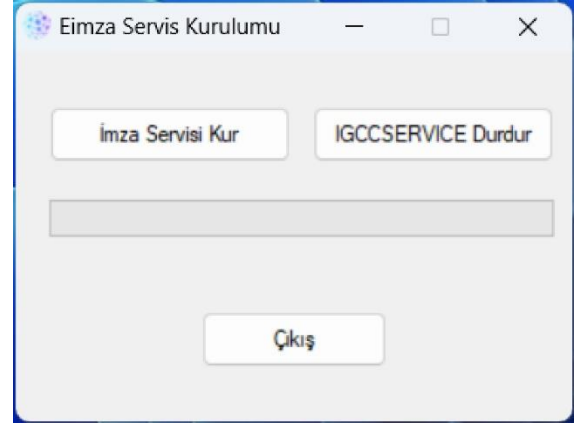 Eimza Servis Kurulumu
İmza Servisi Kur
IGCCSERVICE Durdur
Çıkış